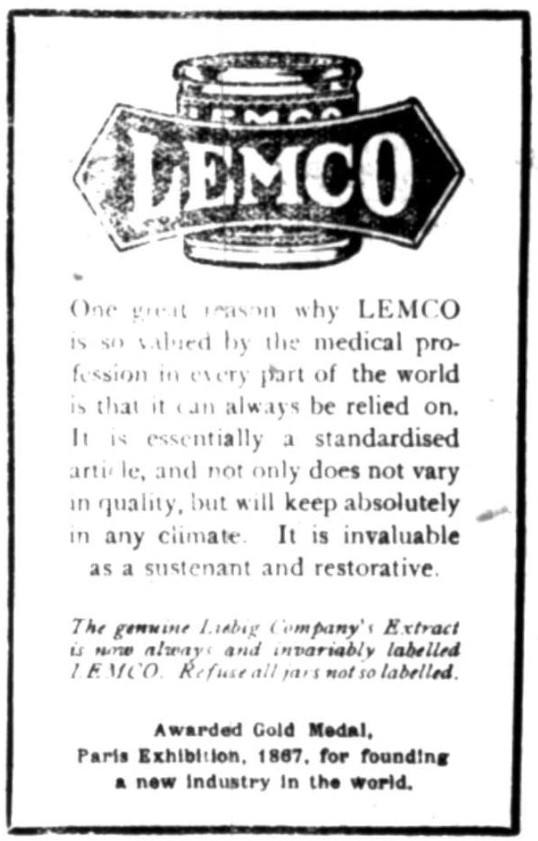 LEMCO
LEMCO
One great reason why LEMCO
is so valued by the medical pro-
fession in every part of the world
is that it can always be relied on.
It is essentially a standardised
article, and not only does not vary
in quality, but will keep absolutely
in any climate. It is invaluable
as a sustenant and restorative.
The genuine Liebig Company's Extract
is now always and invariably labelled
LEMCO. Refuse all jars not so labelled.
Awarded Gold Medal,
Paris Exhibition, 1867, for founding
a new industry in the world.